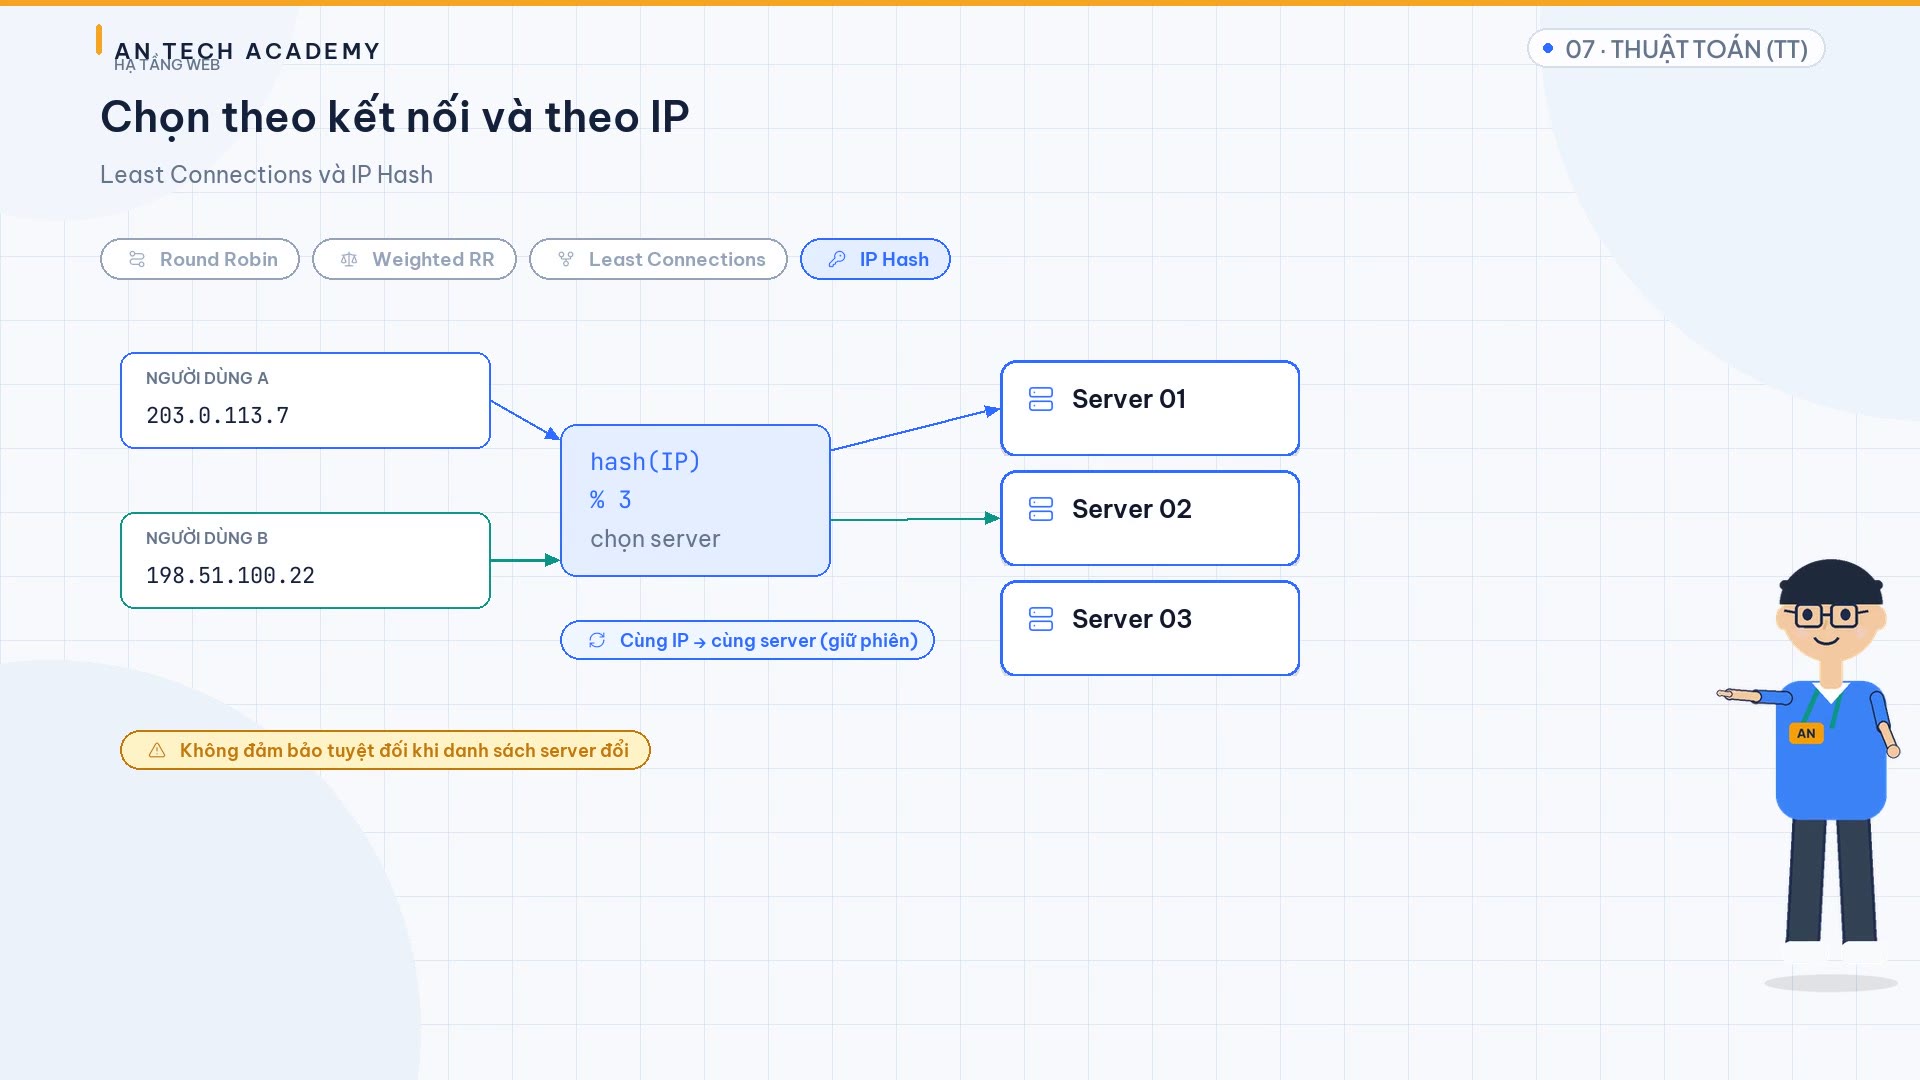 AN TECH ACADEMY
HẠ TẦNG WEB
07 · THUẬT TOÁN (TT)
Chọn theo kết nối và theo IP
Least Connections và IP Hash
Round Robin
Weighted RR
Least Connections
IP Hash
NGƯỜI DÙNG A
203.0.113.7
NGƯỜI DÙNG B
198.51.100.22
hash(IP)
% 3
chọn server
Cùng IP → cùng server (giữ phiên)
Server 01
Server 02
Server 03
Không đảm bảo tuyệt đối khi danh sách server đổi
AN